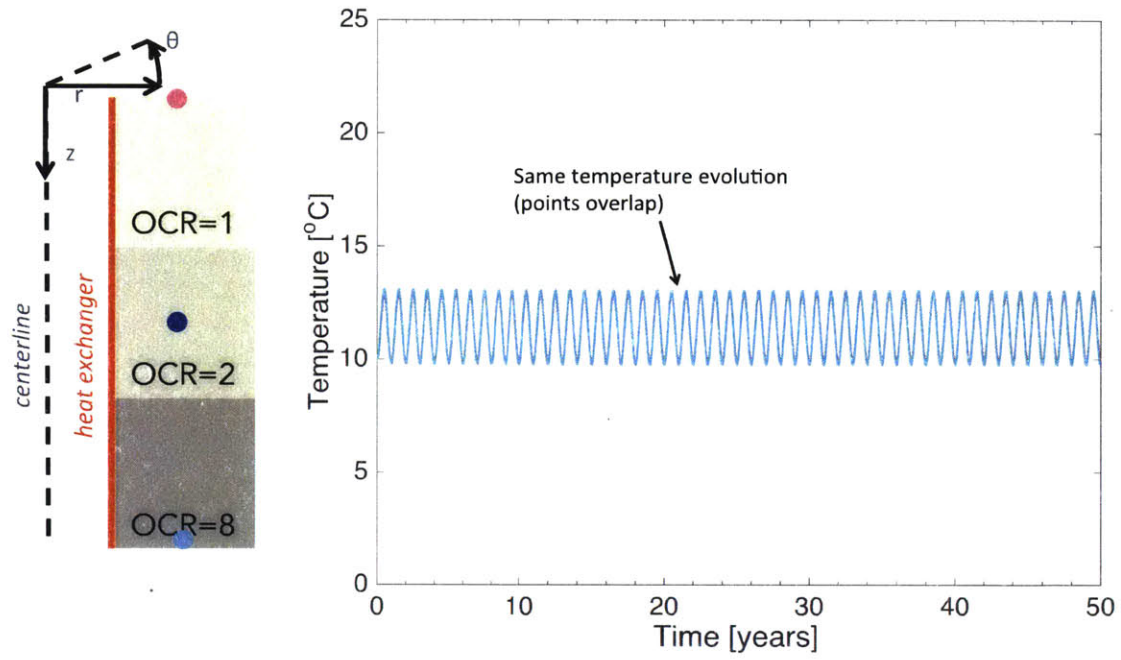 θ
r
z
OCR=1
OCR=2
OCR=8
centerline
heat exchanger
25
20
15
10
5
0
Temperature [°C]
Same temperature evolution
(points overlap)
0
10
20
30
40
50
Time [years]